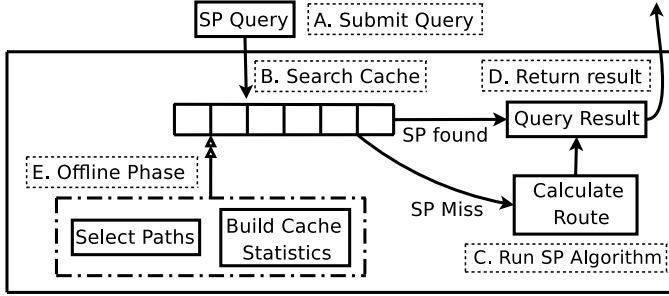 SP Query
A. Submit Query
B. Search Cache
D. Return result
Query Result
SP found
E. Offline Phase
SP Miss
Calculate
Route
Select Paths
Build Cache
Statistics
C. Run SP Algorithm